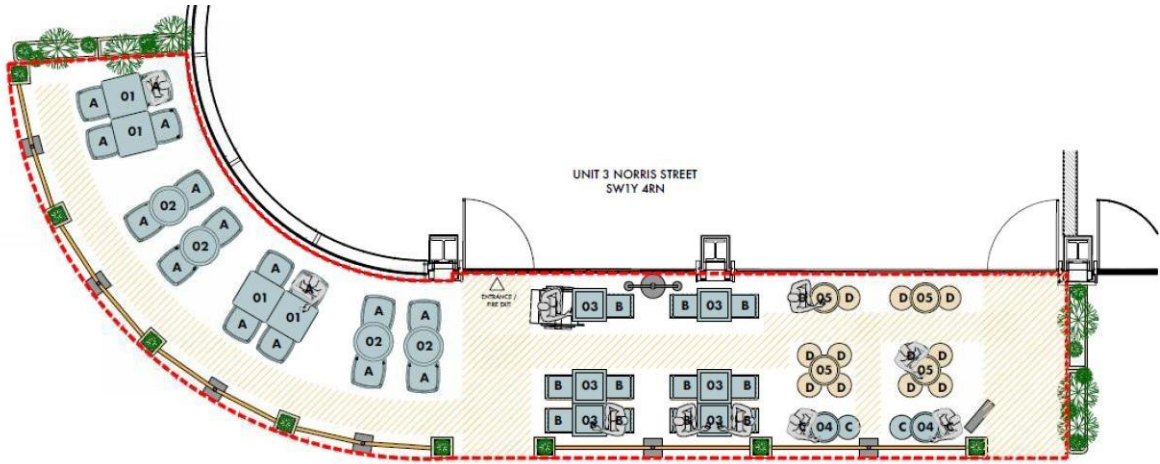 UNIT 3 NORRIS STREET
SW1Y 4RN
ENTRANCE /
FIRE EXIT
A 01 A
A 01 A
A 02 A
A 02 A
A A
01 01
A A
A A
02 02
A A
03 B
B 03 B
D 05 D
D 05 D
B 03 B
B 03 B
B 03 B
B 03 B
D D
05
D D
D D
05
D D
C 04 C
C 04 C